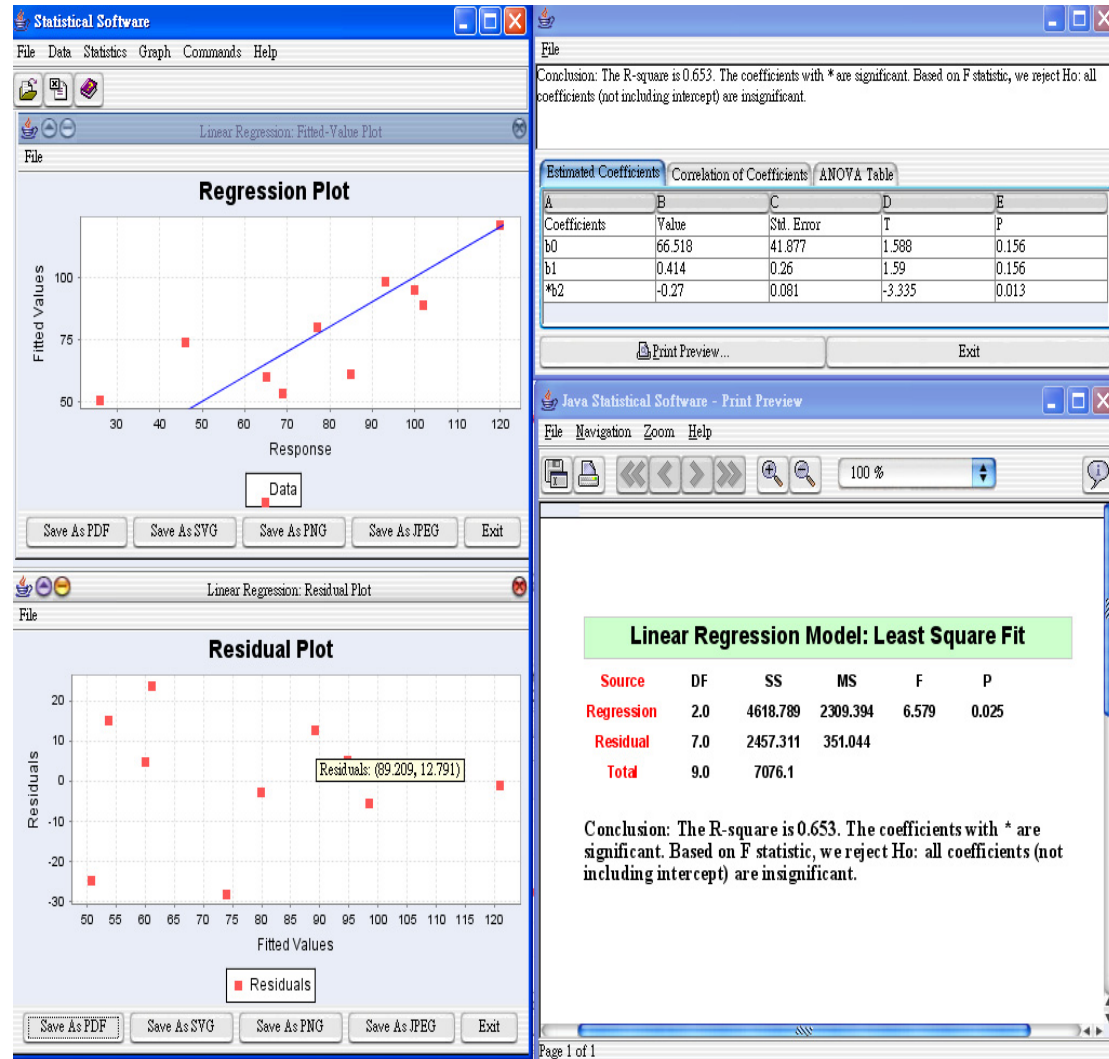 Statistical Software
File Data Statistics Graph Commands Help
Linear Regression: Fitted-Value Plot
File
Regression Plot
Fitted Values
100
75
50
30 40 50 60 70 80 90 100 110 120
Response
Data
Save As PDF Save As SVG Save As PNG Save As JPEG Exit
Linear Regression: Residual Plot
File
Residual Plot
Residuals
20
10
0
-10
-20
-30
Residuals: (89.209, 12.791)
50 55 60 65 70 75 80 85 90 95 100 105 110 115 120
Fitted Values
Residuals
Save As PDF Save As SVG Save As PNG Save As JPEG Exit
File
Conclusion: The R-square is 0.653. The coefficients with * are significant. Based on F statistic, we reject Ho: all
coefficients (not including intercept) are insignificant.
Estimated Coefficients Correlation of Coefficients ANOVA Table
A B C D E
Coefficients Value Std. Error T P
b0 66.518 41.877 1.588 0.156
b1 0.414 0.26 1.59 0.156
*b2 -0.27 0.081 -3.335 0.013
Print Preview... Exit
Java Statistical Software - Print Preview
File Navigation Zoom Help
100 %
Linear Regression Model: Least Square Fit
Source DF SS MS F P
Regression 2.0 4618.789 2309.394 6.579 0.025
Residual 7.0 2457.311 351.044
Total 9.0 7076.1
Conclusion: The R-square is 0.653. The coefficients with * are
significant. Based on F statistic, we reject Ho: all coefficients (not
including intercept) are insignificant.
Page 1 of 1